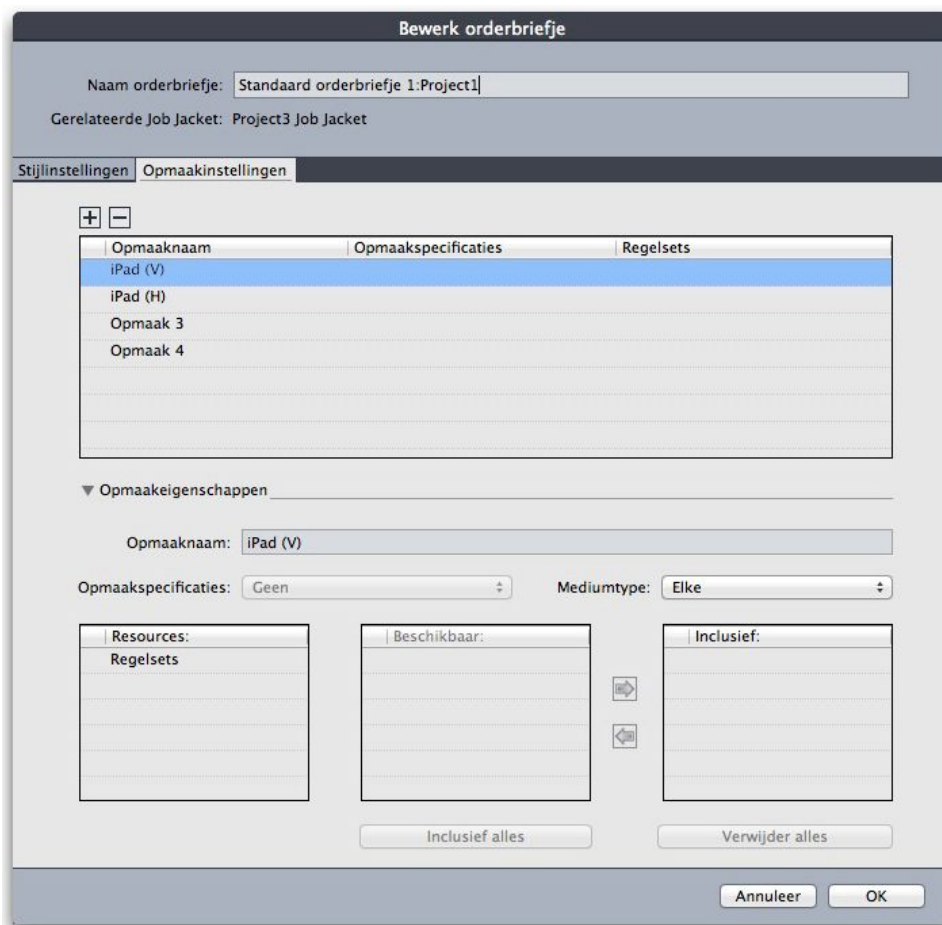 Bewerk orderbriefje
Naam orderbriefje: Standaard orderbriefje 1:Project1
Gerelateerde Job Jacket: Project3 Job Jacket
Stijlinstellingen Opmaakinstellingen
Opmaaknaam Opmaakspecificaties Regelsets
iPad (V)
iPad (H)
Opmaak 3
Opmaak 4
Opmaakeigenschappen
Opmaaknaam: iPad (V)
Opmaakspecificaties: Geen Mediumtype: Elke
Resources: Beschikbaar: Inclusief:
Regelsets
Inclusief alles Verwijder alles
Annuleer OK